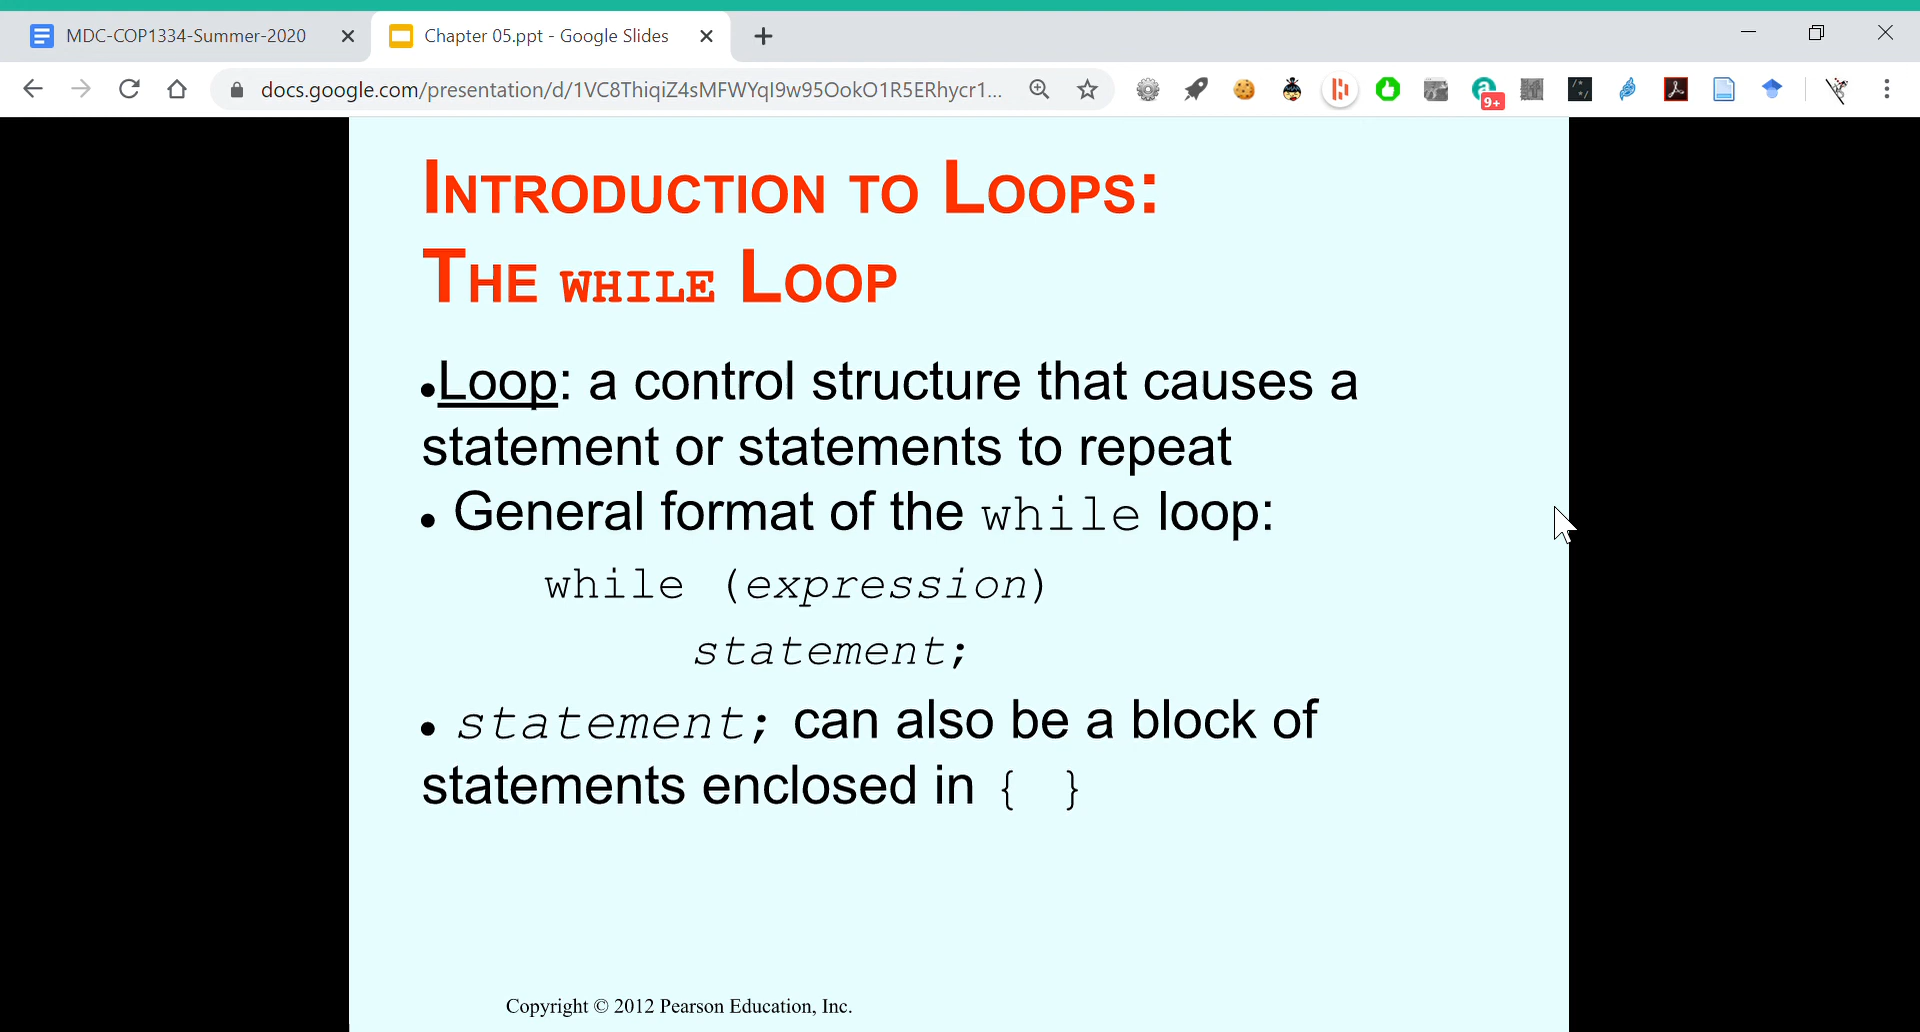 MDC-COP1334-Summer-2020
Chapter 05.ppt - Google Slides
docs.google.com/presentation/d/1VC8ThiqiZ4sMFWYqI9w95OokO1R5ERhycr1...
9+
INTRODUCTION TO LOOPS:
THE WHILE LOOP
•Loop: a control structure that causes a
statement or statements to repeat
• General format of the while loop:
while (expression)
statement;
• statement; can also be a block of
statements enclosed in { }
Copyright © 2012 Pearson Education, Inc.